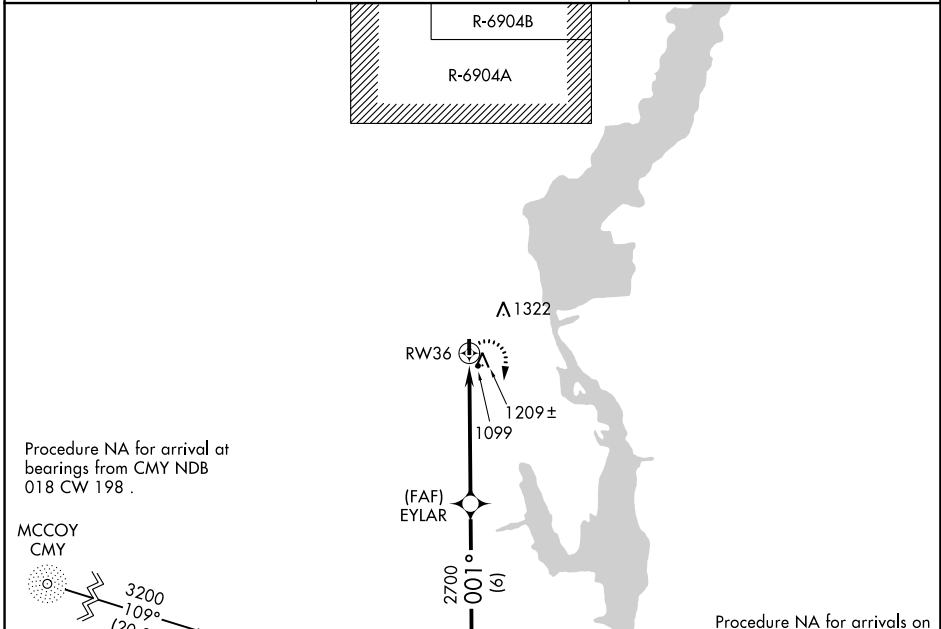 R-6904B
R-6904A
1322
RW36
1209 ±
1099
Procedure NA for arrival at
bearings from CMY NDB
018 CW 198 .
(FAF)
EYLAR
MCCOY
CMY
2700
001°
(6)
3200
109°
Procedure NA for arrivals on